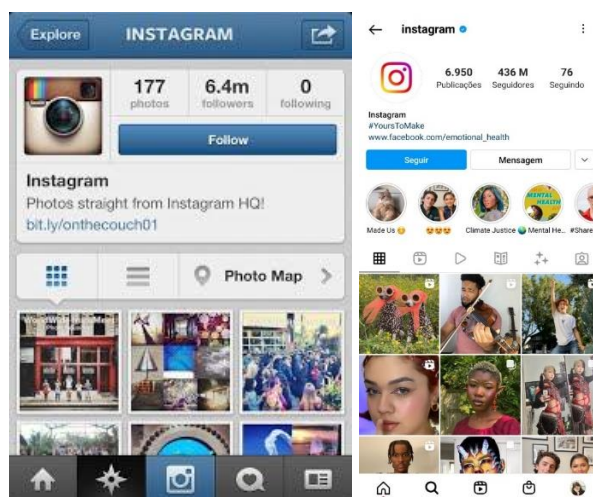 Explore
INSTAGRAM
177
photos
6.4m
followers
0
following
Follow
Instagram
Photos straight from Instagram HQ!
bit.ly/onthecouch01
Photo Map
instagram
6.950
Publicações
436 M
Seguidores
76
Seguindo
Instagram
#YoursToMake
www.facebook.com/emotional_health
Seguir
Mensagem
MENTAL
HEALTH
Made Us
Climate Justice
Mental He...
#Share